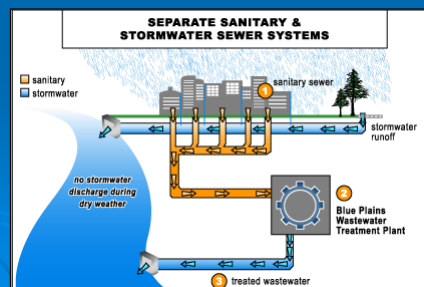 SEPARATE SANITARY &
STORMWATER SEWER SYSTEMS
sanitary
stormwater
1
sanitary sewer
stormwater
runoff
no stormwater
discharge during
dry weather
2
Blue Plains
Wastewater
Treatment Plant
3
treated wastewater